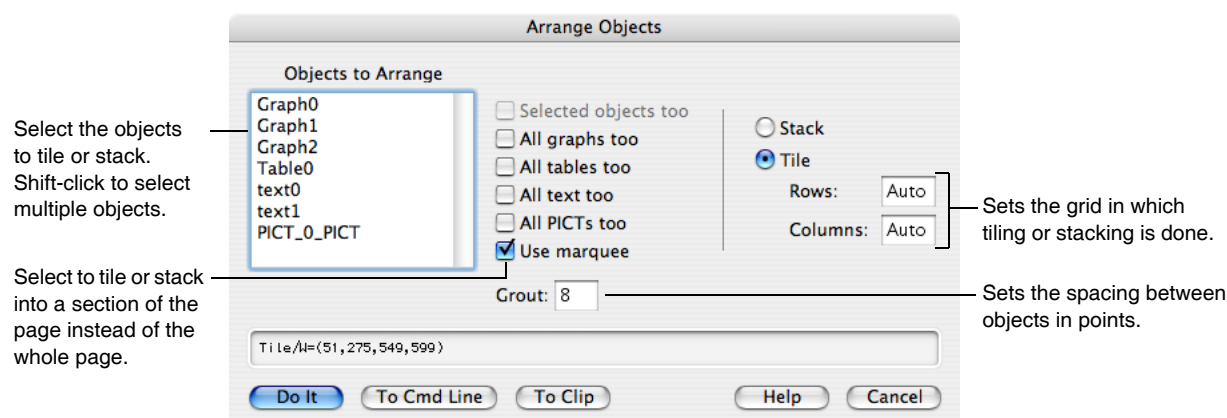 Arrange Objects
Objects to Arrange
Graph0
Graph1
Graph2
Table0
text0
text1
PICT_0_PICT
Selected objects too
All graphs too
All tables too
All text too
All PICTs too
Use marquee
Grout: 8
Stack
Tile
Rows: Auto
Columns: Auto
Tile/W=(51,275,549,599)
Do It
To Cmd Line
To Clip
Help
Cancel
Select the objects
to tile or stack.
Shift-click to select
multiple objects.
Select to tile or stack
into a section of the
page instead of the
whole page.
Sets the grid in which
tiling or stacking is done.
Sets the spacing between
objects in points.